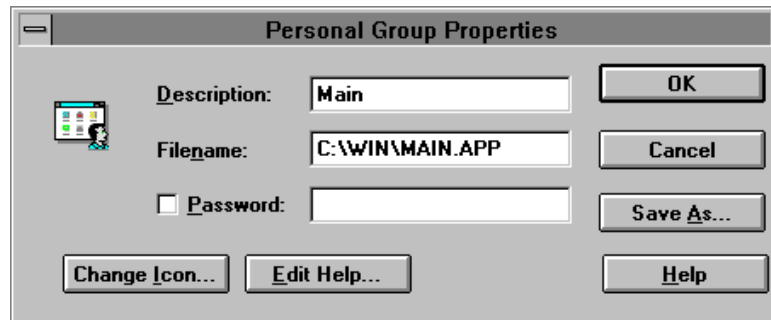 Personal Group Properties
Description: Main OK
Filename: C:\WIN\MAIN.APP Cancel
Password: Save As...
Change Icon... Edit Help... Help